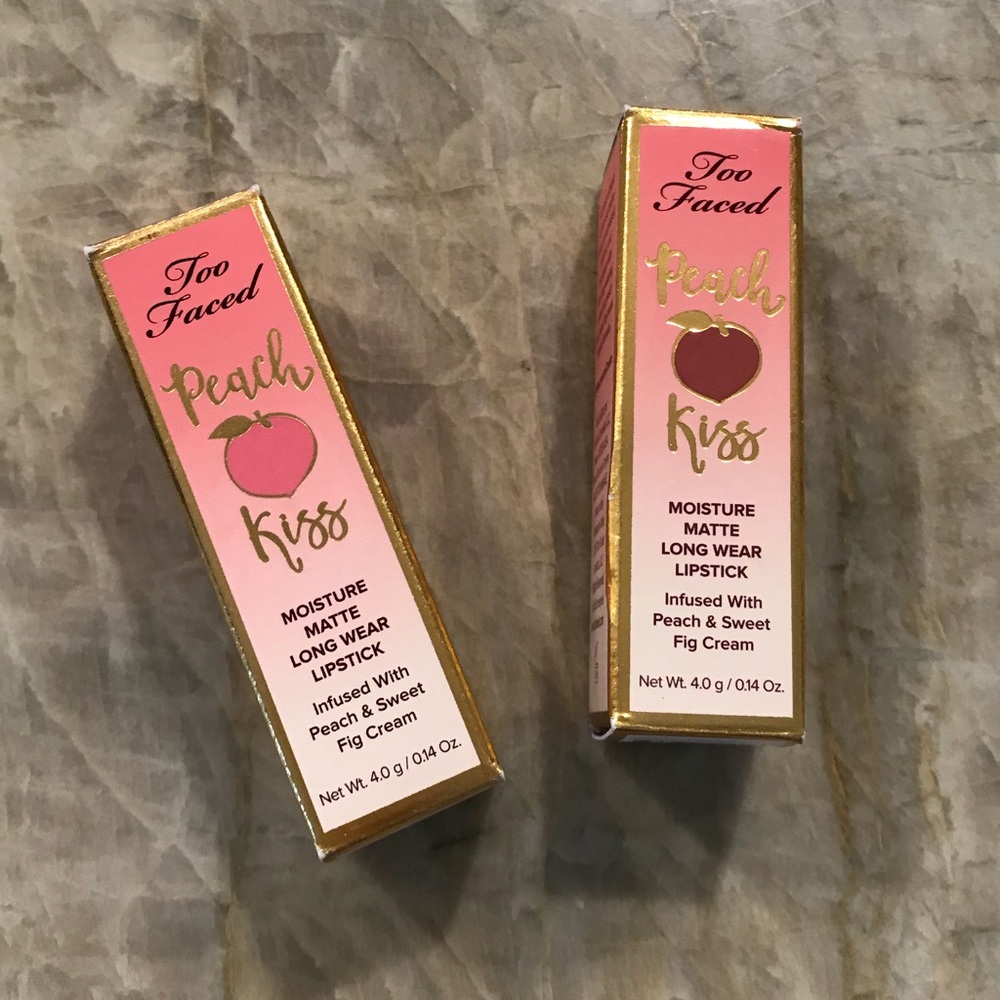 Too
Faced
Peach
Kiss
MOISTURE
MATTE
LONG WEAR
LIPSTICK
Infused With
Peach & Sweet
Fig Cream
Net Wt. 4.0 g / 0.14 Oz.
Too
Faced
Peach
Kiss
MOISTURE
MATTE
LONG WEAR
LIPSTICK
Infused With
Peach & Sweet
Fig Cream
Net Wt. 4.0 g / 0.14 Oz.